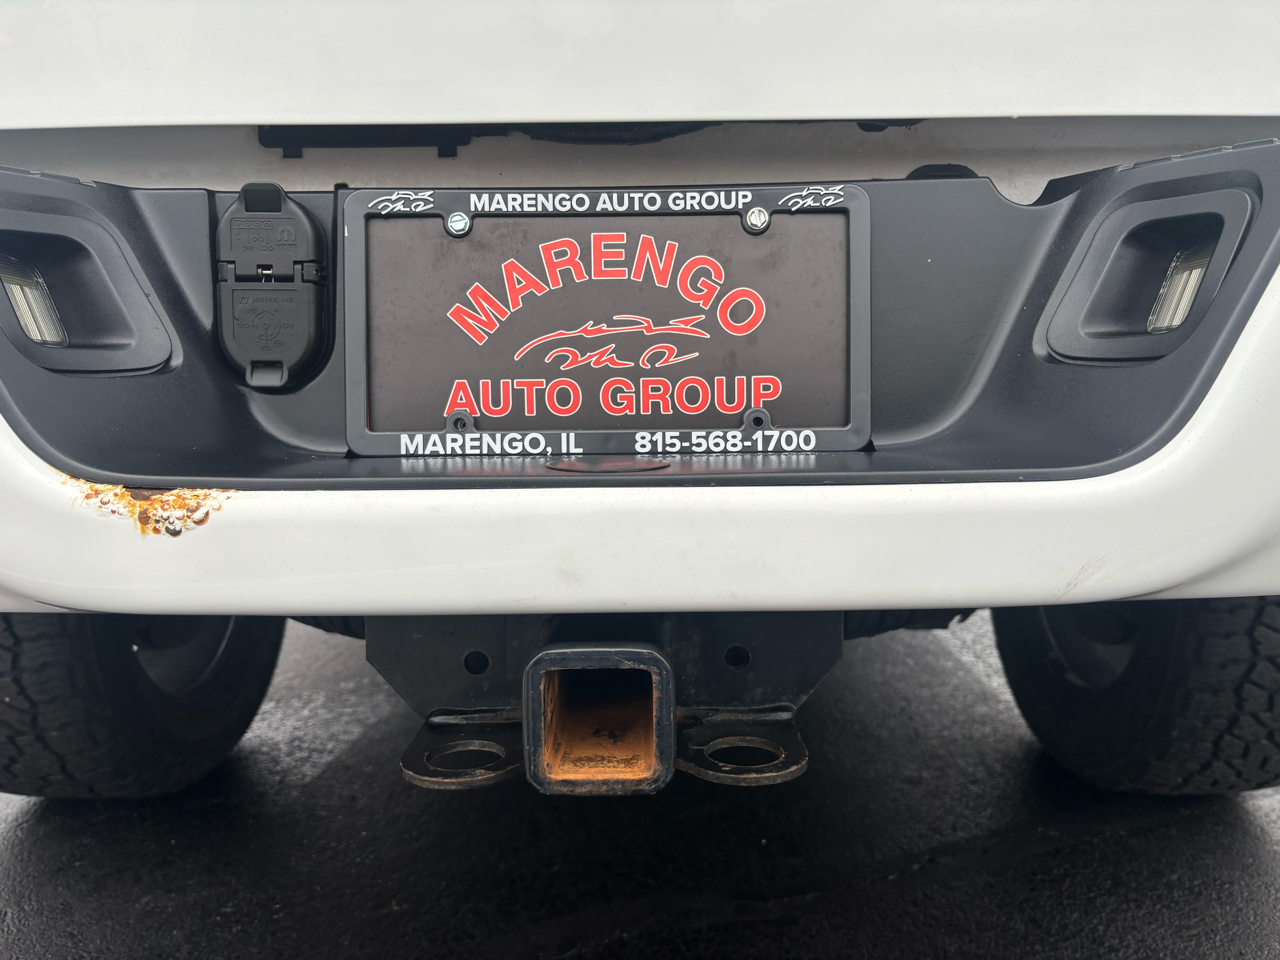 MARENGO AUTO GROUP
MARENGO
AUTO GROUP
MARENGO, IL 815-568-1700